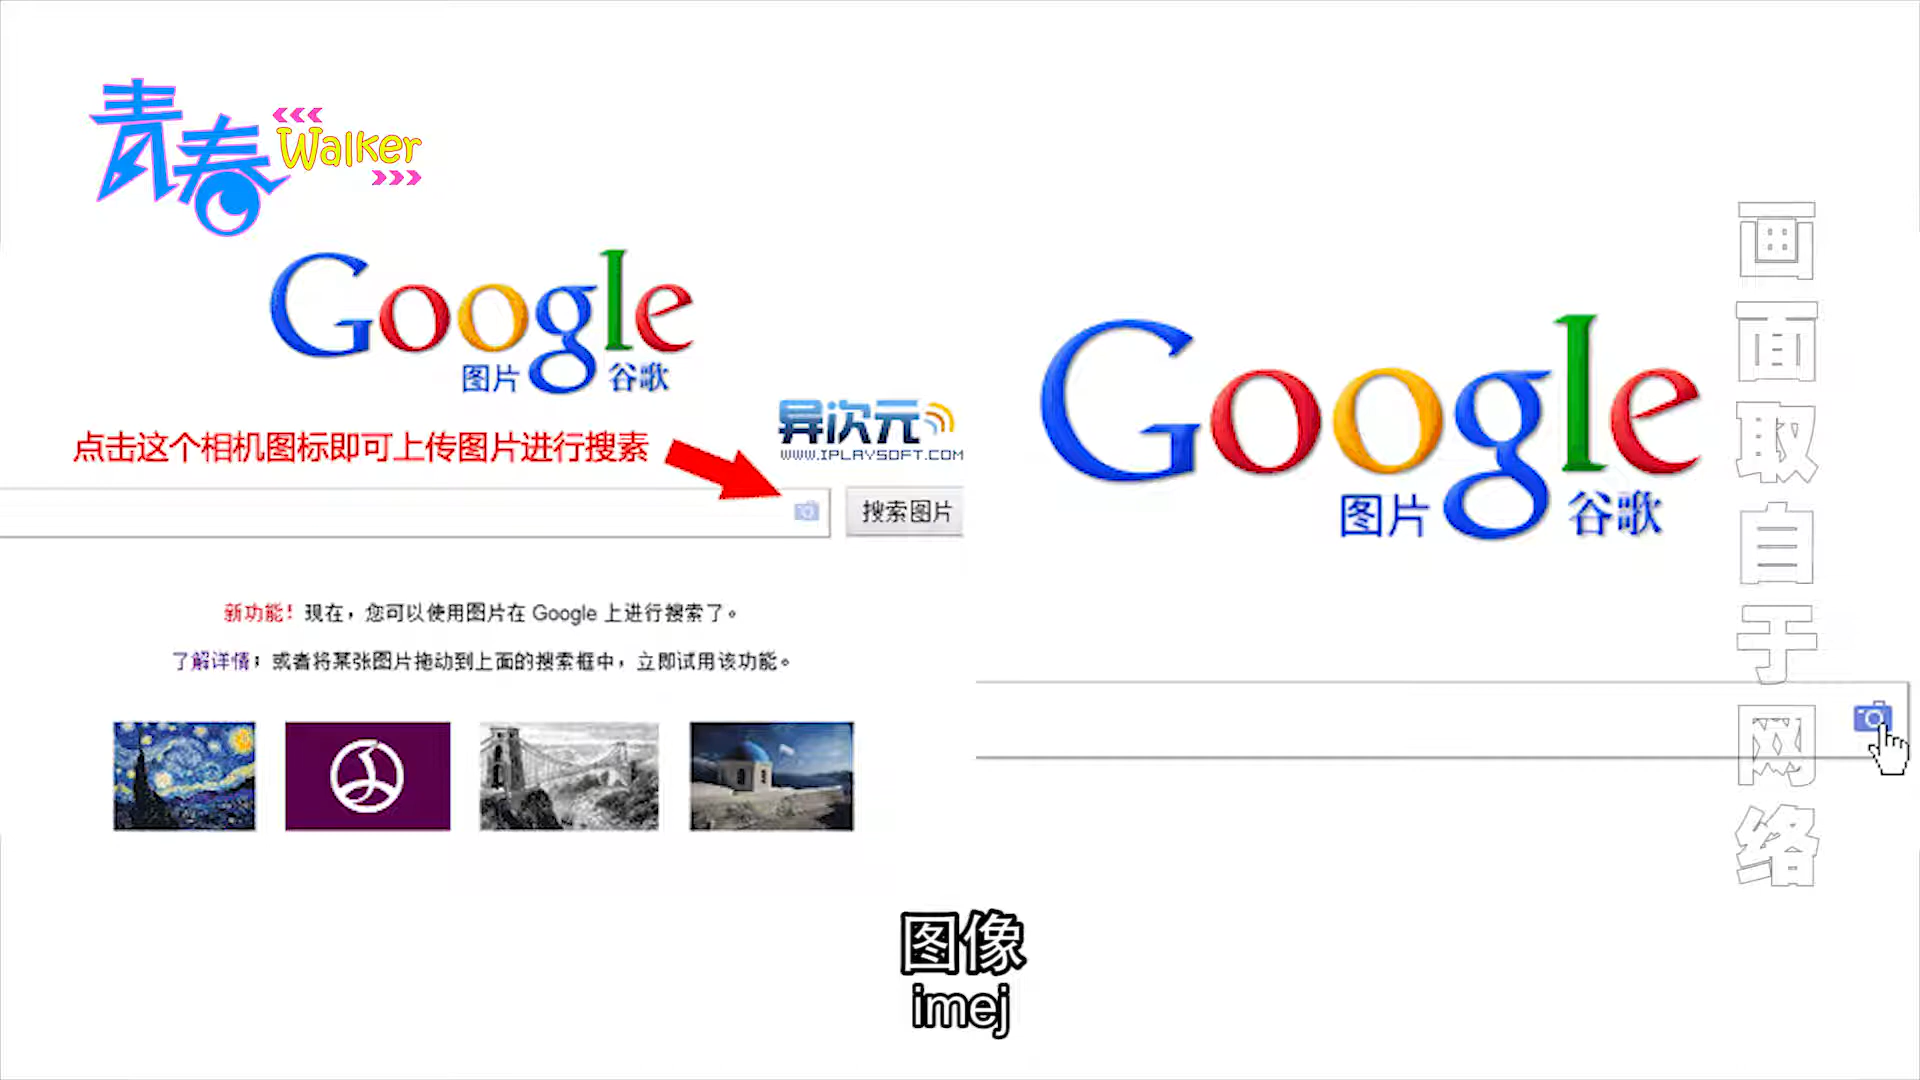 青春
Walker
Google
图片 谷歌
异次元
WWW.IPLAYSOFT.COM
点击这个相机图标即可上传图片进行搜素
搜索图片
新功能！现在，您可以使用图片在 Google 上进行搜索了。
了解详情；或者将某张图片拖动到上面的搜索框中，立即试用该功能。
Google
图片 谷歌
画面取自于网络
图像
imej